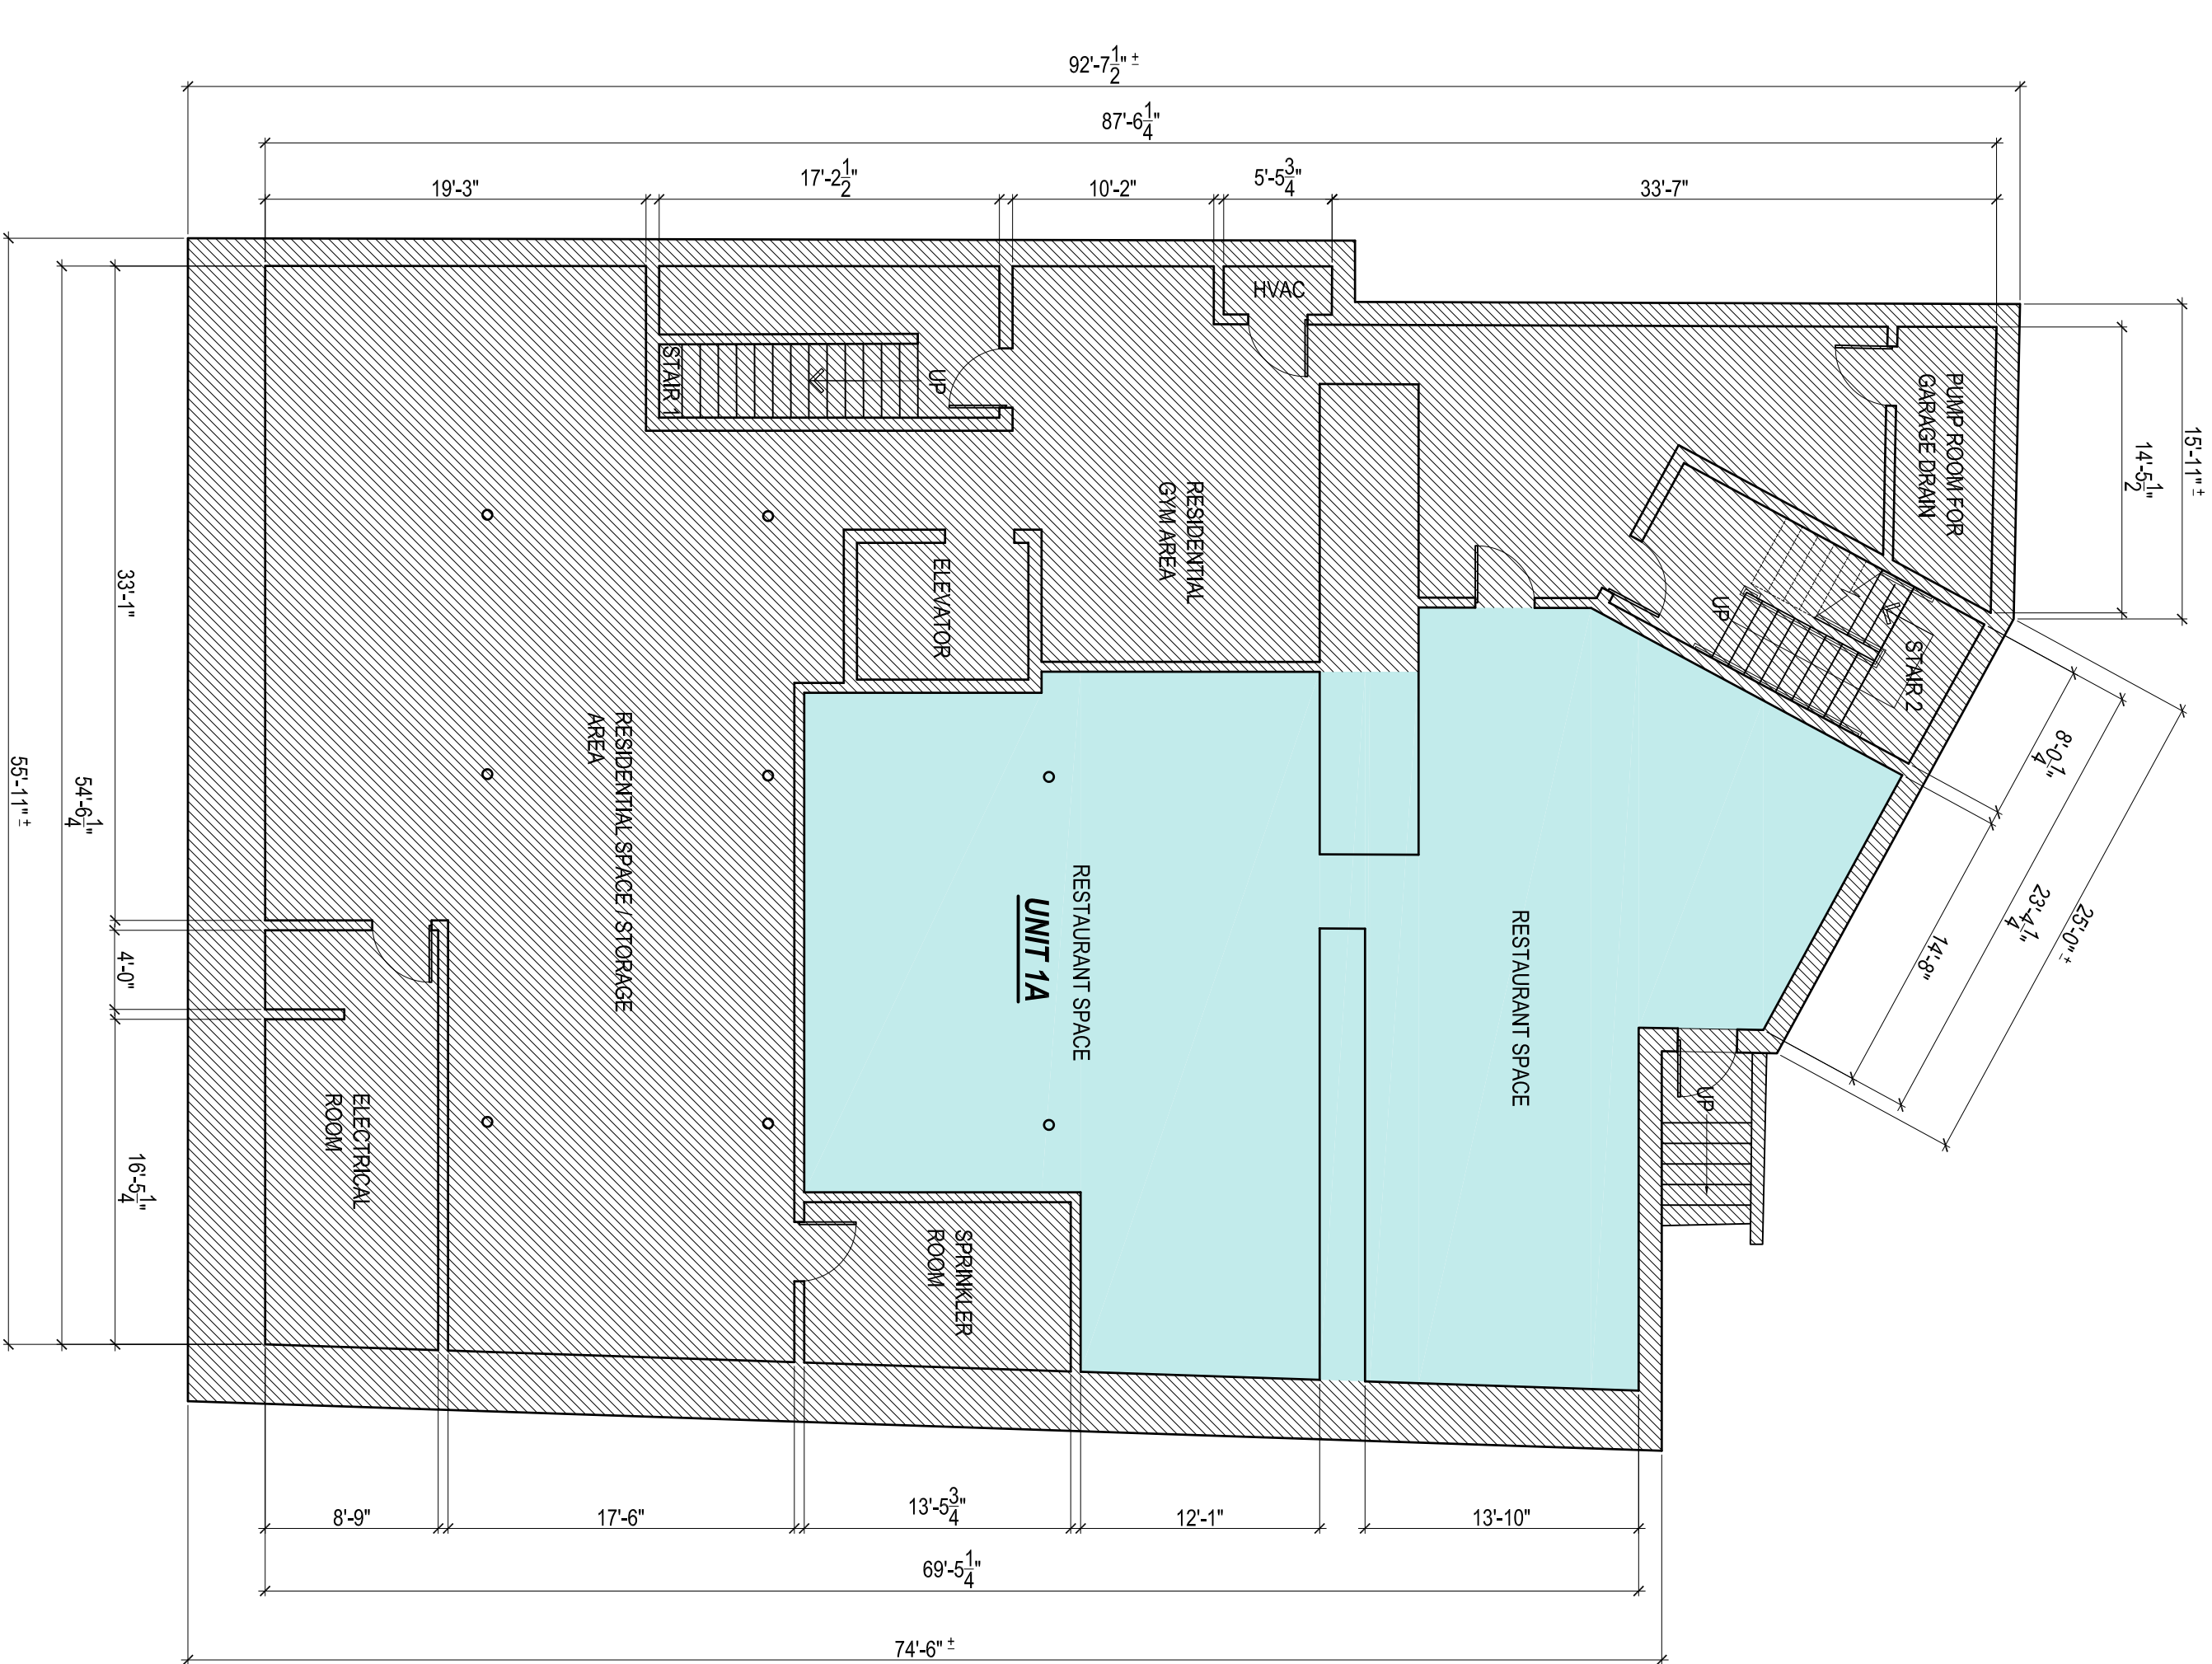 92'-7 1/2" ±
87'-6 1/4"
19'-3"
17'-2 1/2"
10'-2"
5'-5 3/4"
33'-7"
HVAC
STAIR 1
UP
PUMP ROOM FOR
GARAGE DRAIN
15'-11" ±
14'-5 1/2"
RESIDENTIAL
GYM AREA
ELEVATOR
UP
STAIR 2
8'-0 1/4"
23'-4 1/4"
25'-0" ±
14'-8"
RESIDENTIAL SPACE / STORAGE
AREA
RESTAURANT SPACE
UNIT 1A
RESTAURANT SPACE
UP
33'-1"
4'-0"
16'-5 1/4"
54'-6 1/4"
55'-11" ±
ELECTRICAL
ROOM
SPRINKLER
ROOM
8'-9"
17'-6"
13'-5 3/4"
12'-1"
13'-10"
69'-5 1/4"
74'-6" ±